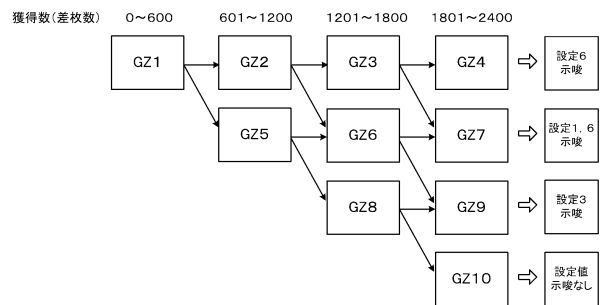 獲得数(差枚数) 0～600 601～1200 1201～1800 1801～2400
GZ1 GZ2 GZ3 GZ4 設定6
示唆
GZ5 GZ6 GZ7 設定1，6
示唆
GZ8 GZ9 設定3
示唆
GZ10 設定値
示唆なし